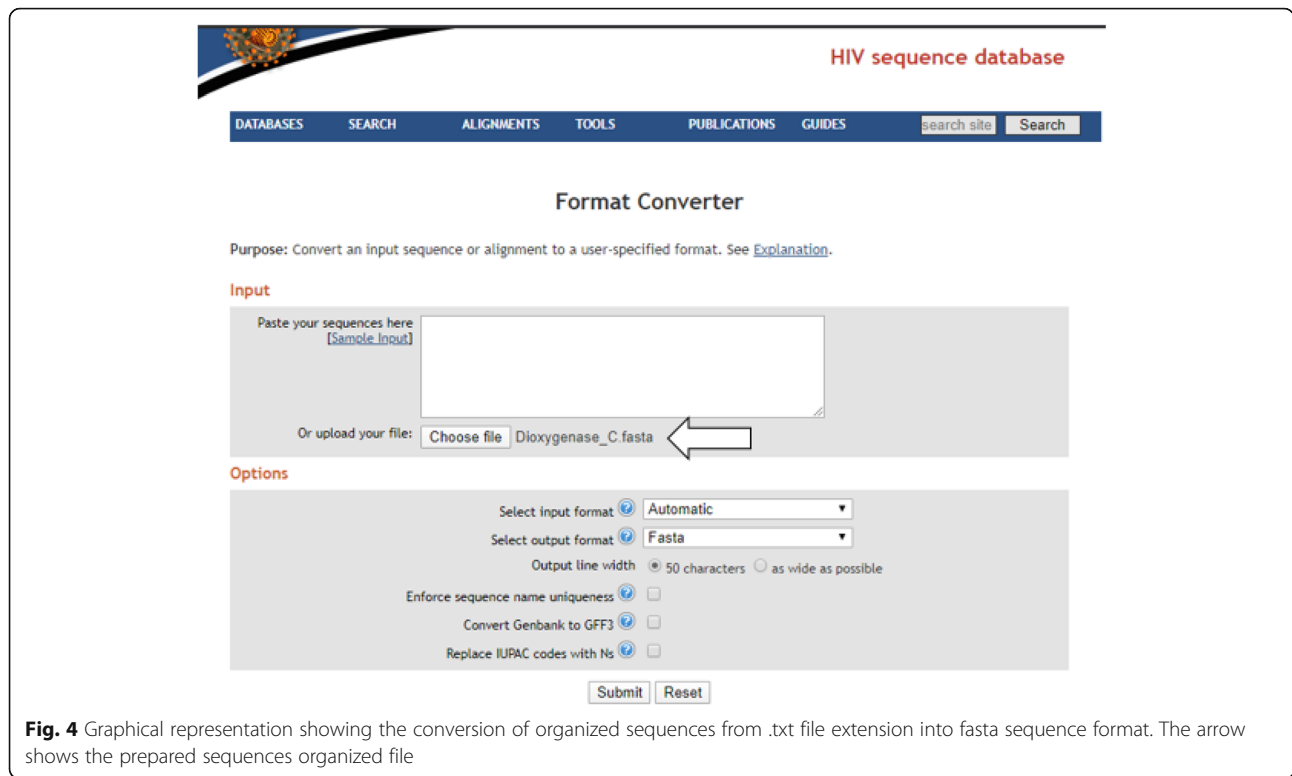 HIV sequence database
DATABASES SEARCH ALIGNMENTS TOOLS PUBLICATIONS GUIDES search site Search
Format Converter
Purpose: Convert an input sequence or alignment to a user-specified format. See Explanation.
Input
Paste your sequences here
[Sample Input]
Or upload your file: Choose file Dioxygenase_C.fasta
Options
Select input format ? Automatic
Select output format ? Fasta
Output line width 50 characters as wide as possible
Enforce sequence name uniqueness ?
Convert Genbank to GFF3 ?
Replace IUPAC codes with Ns ?
Submit Reset
Fig. 4 Graphical representation showing the conversion of organized sequences from .txt file extension into fasta sequence format. The arrow
shows the prepared sequences organized file